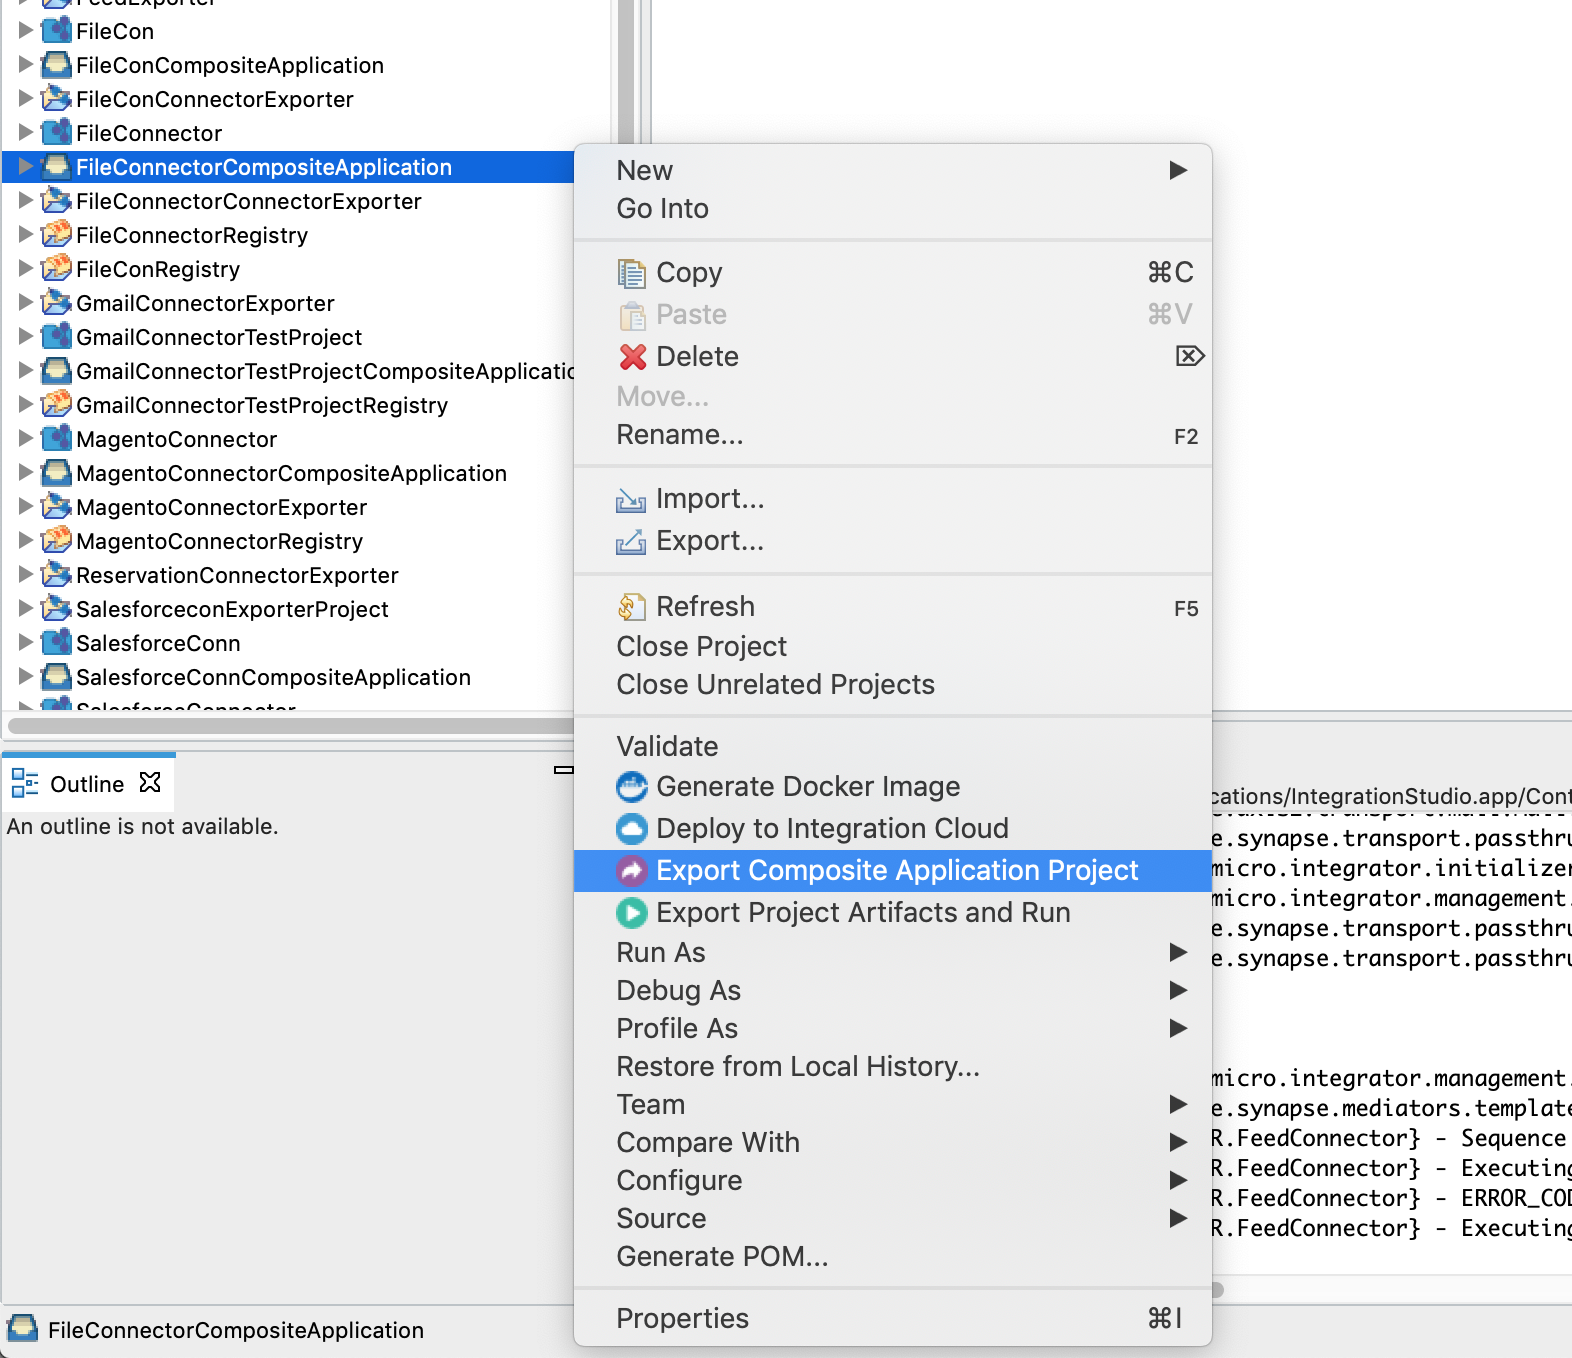 FeedExporter
FileCon
FileConCompositeApplication
FileConConnectorExporter
FileConnector
FileConnectorCompositeApplication
FileConnectorConnectorExporter
FileConnectorRegistry
FileConRegistry
GmailConnectorExporter
GmailConnectorTestProject
GmailConnectorTestProjectCompositeApplicatio
GmailConnectorTestProjectRegistry
MagentoConnector
MagentoConnectorCompositeApplication
MagentoConnectorExporter
MagentoConnectorRegistry
ReservationConnectorExporter
SalesforceconExporterProject
SalesforceConn
SalesforceConnCompositeApplication
SalesforceConnector
Outline
An outline is not available.
FileConnectorCompositeApplication
New
Go Into
Copy ⌘C
Paste ⌘V
Delete ⌦
Move...
Rename... F2
Import...
Export...
Refresh F5
Close Project
Close Unrelated Projects
Validate
Generate Docker Image
Deploy to Integration Cloud
Export Composite Application Project
Export Project Artifacts and Run
Run As
Debug As
Profile As
Restore from Local History...
Team
Compare With
Configure
Source
Generate POM...
Properties ⌘I
cations/IntegrationStudio.app/Cont
e.synapse.transport.passthru
micro.integrator.initializer
micro.integrator.management.
e.synapse.transport.passthru
e.synapse.transport.passthru
micro.integrator.management.
e.synapse.mediators.template
R.FeedConnector} - Sequence
R.FeedConnector} - Executing
R.FeedConnector} - ERROR_COD
R.FeedConnector} - Executing